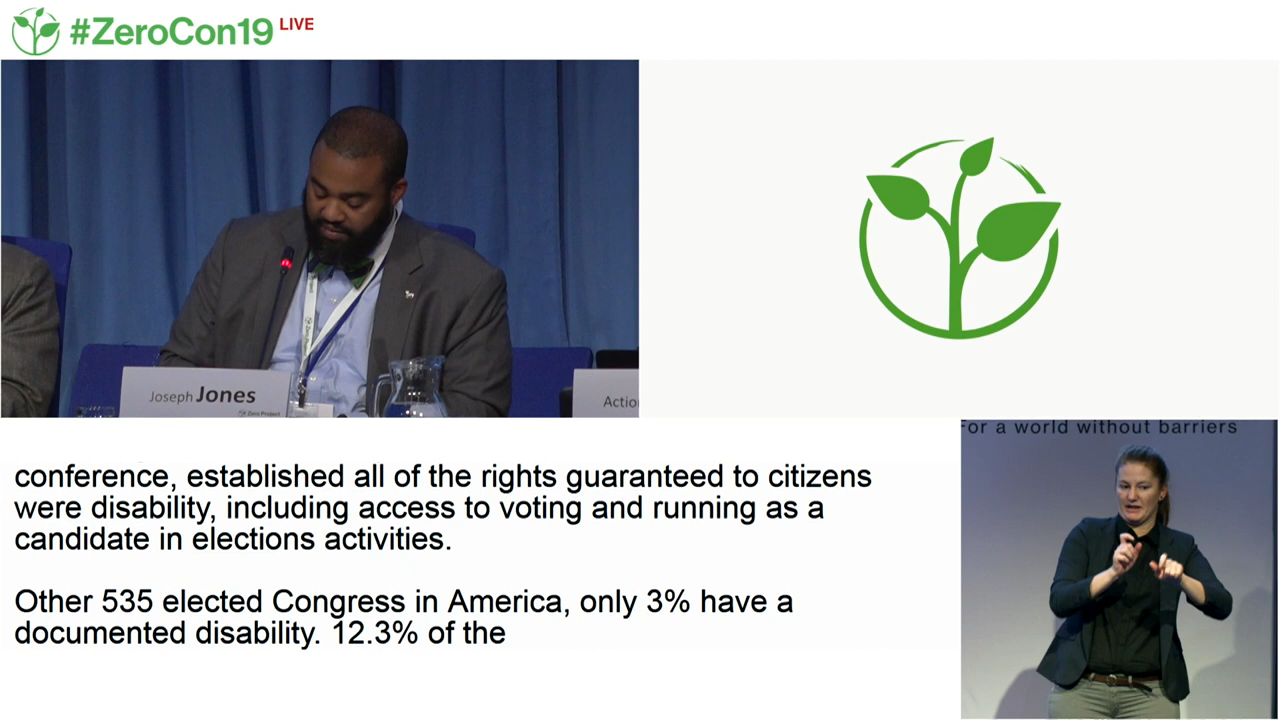 #ZeroCon19 LIVE
Joseph Jones
Zero Project
Actio
For a world without barriers
conference, established all of the rights guaranteed to citizens
were disability, including access to voting and running as a
candidate in elections activities.
Other 535 elected Congress in America, only 3% have a
documented disability. 12.3% of the